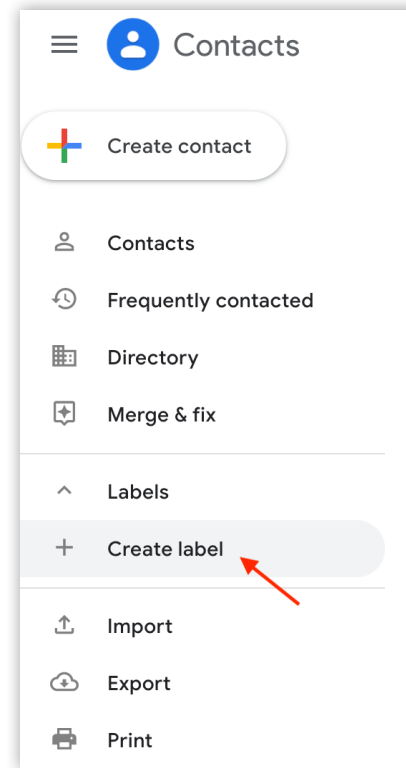 Contacts
Create contact
Contacts
Frequently contacted
Directory
Merge & fix
Labels
Create label
Import
Export
Print